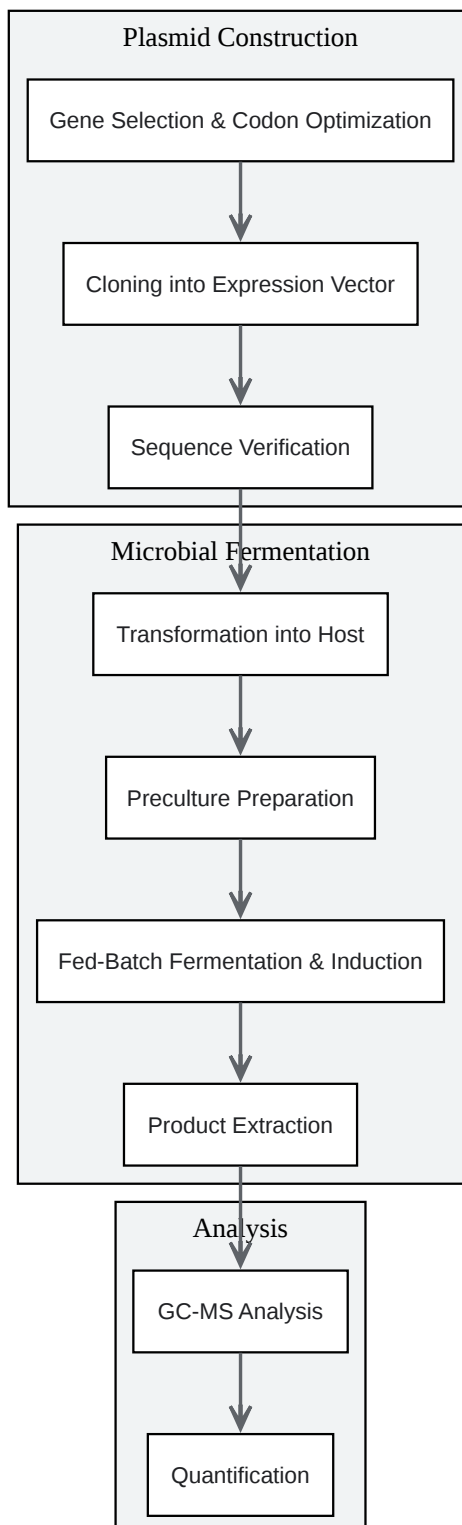 Plasmid Construction
Gene Selection & Codon Optimization
Cloning into Expression Vector
Sequence Verification
Microbial Fermentation
Transformation into Host
Preculture Preparation
Fed-Batch Fermentation & Induction
Product Extraction
Analysis
GC-MS Analysis
Quantification